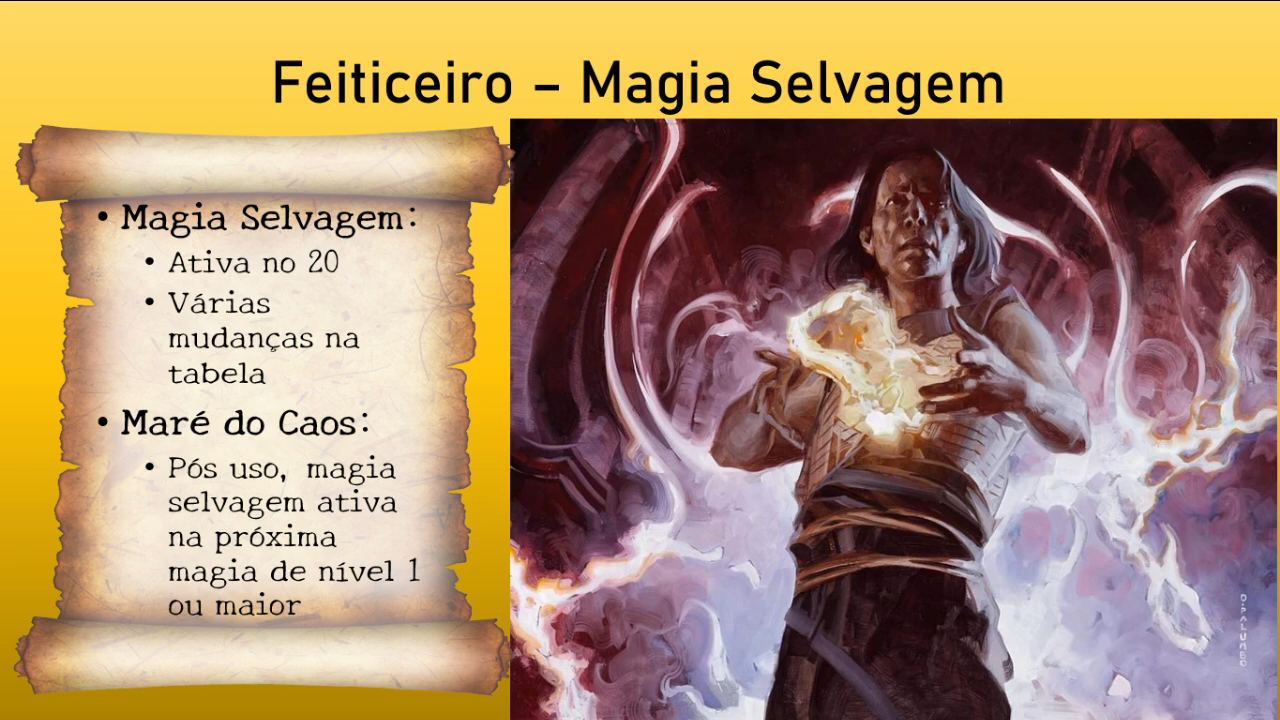 Feiticeiro – Magia Selvagem
• Magia Selvagem:
• Ativa no 20
• Várias
mudanças na
tabela
• Maré do Caos:
• Pós uso, magia
selvagem ativa
na próxima
magia de nível 1
ou maior
D.PALUMBO